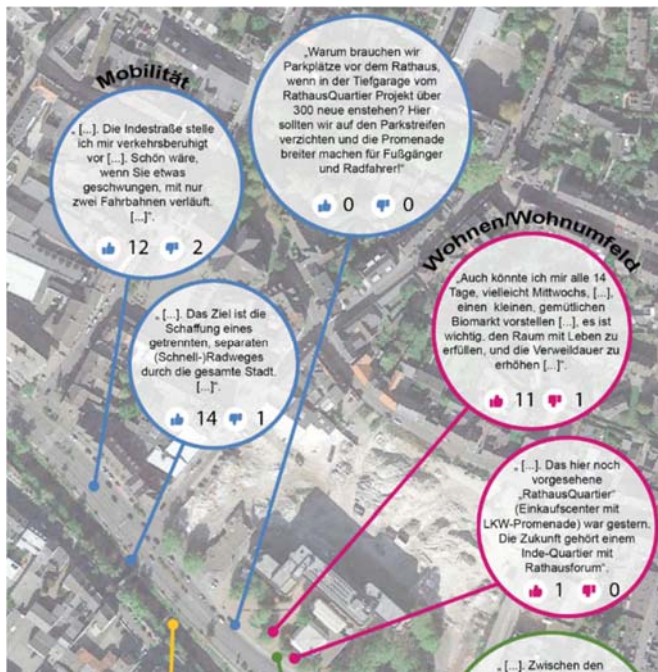 Mobilität
„ [...]. Die Indestraße stelle
ich mir verkehrsberuhigt
vor [...]. Schön wäre,
wenn Sie etwas
geschwungen, mit nur
zwei Fahrbahnen verläuft.
[...]“.
12 2
„Warum brauchen wir
Parkplätze vor dem Rathaus,
wenn in der Tiefgarage vom
RathausQuartier Projekt über
300 neue enstehen? Hier
sollten wir auf den Parkstreifen
verzichten und die Promenade
breiter machen für Fußgänger
und Radfahrer!“
0 0
„ [...]. Das Ziel ist die
Schaffung eines
getrennten, separaten
(Schnell-)Radweges
durch die gesamte Stadt.
[...]“.
14 1
Wohnen/Wohnumfeld
„Auch könnte ich mir alle 14
Tage, vielleicht Mittwochs, [...],
einen kleinen, gemütlichen
Biomarkt vorstellen [...], es ist
wichtig, den Raum mit Leben zu
erfüllen, und die Verweildauer zu
erhöhen [...]“.
11 1
„ [...]. Das hier noch
vorgesehene
„RathausQuartier“
(Einkaufscenter mit
LKW-Promenade) war gestern.
Die Zukunft gehört einem
Inde-Quartier mit
Rathausforum“.
1 0
„ [...]. Zwischen den